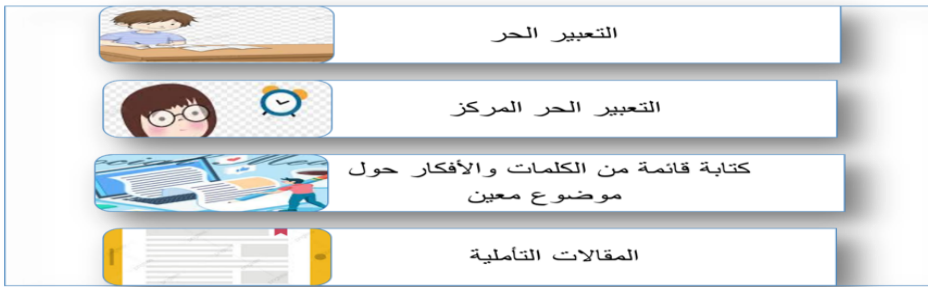 التعبير الحر
التعبير الحر المركز
كتابة قائمة من الكلمات والأفكار حول
موضوع معين
المقالات التأملية